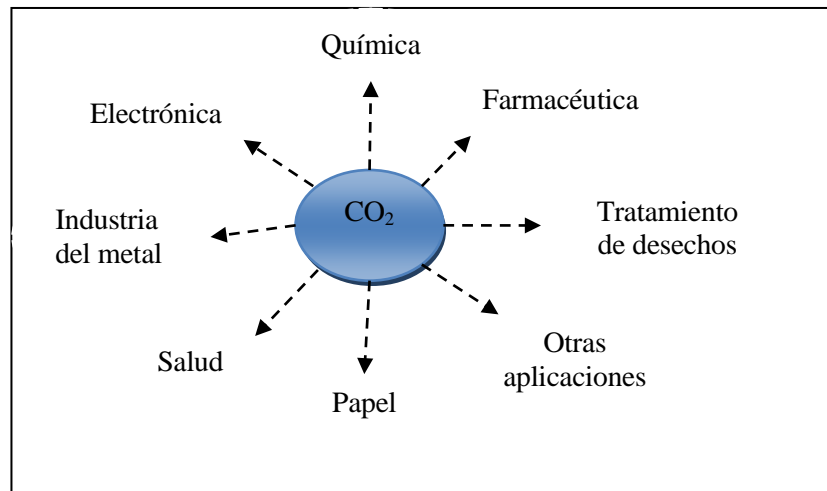 Química
Electrónica
Farmacéutica
CO₂
Industria
del metal
Tratamiento
de desechos
Salud
Otras
aplicaciones
Papel